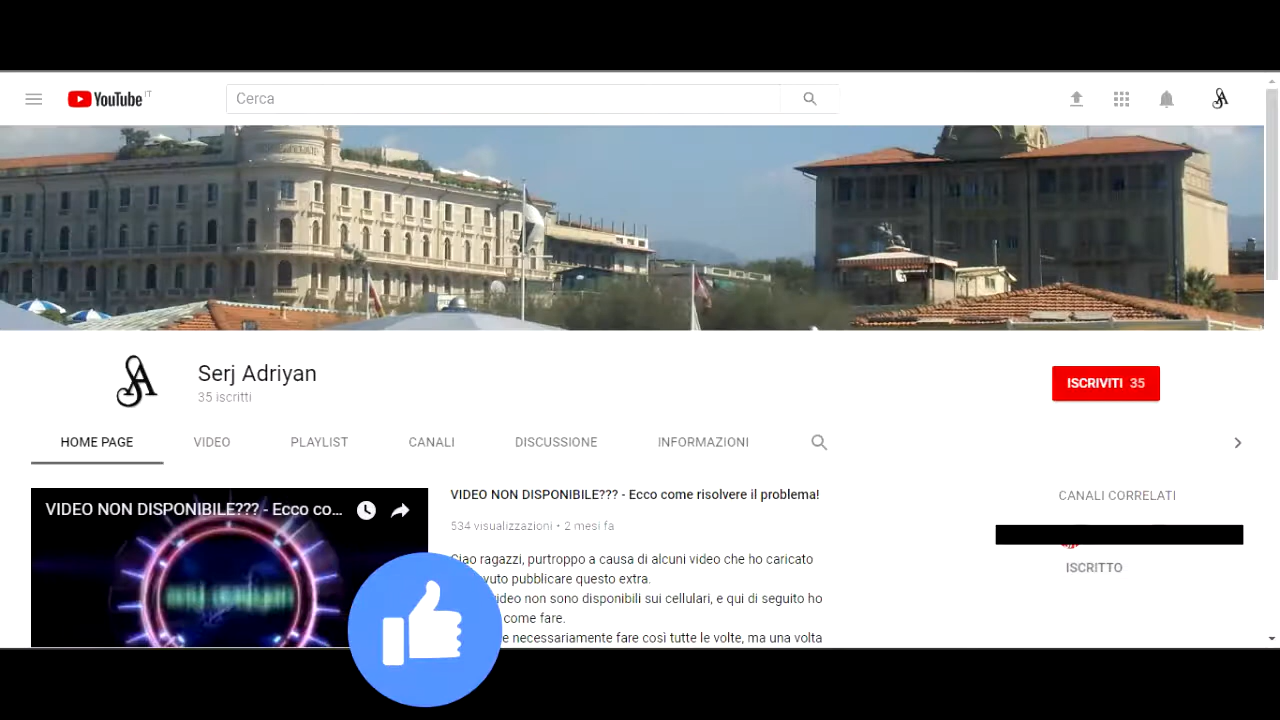 YouTube IT
Cerca
Serj Adriyan
35 iscritti
ISCRIVITI 35
HOME PAGE
VIDEO
PLAYLIST
CANALI
DISCUSSIONE
INFORMAZIONI
VIDEO NON DISPONIBILE??? - Ecco co...
VIDEO NON DISPONIBILE??? - Ecco come risolvere il problema!
534 visualizzazioni • 2 mesi fa
Ciao ragazzi, purtroppo a causa di alcuni video che ho caricato
pubblicare questo extra.
non sono disponibili sui cellulari, e qui di seguito ho
come fare.
necessariamente fare così tutte le volte, ma una volta
CANALI CORRELATI
ISCRITTO